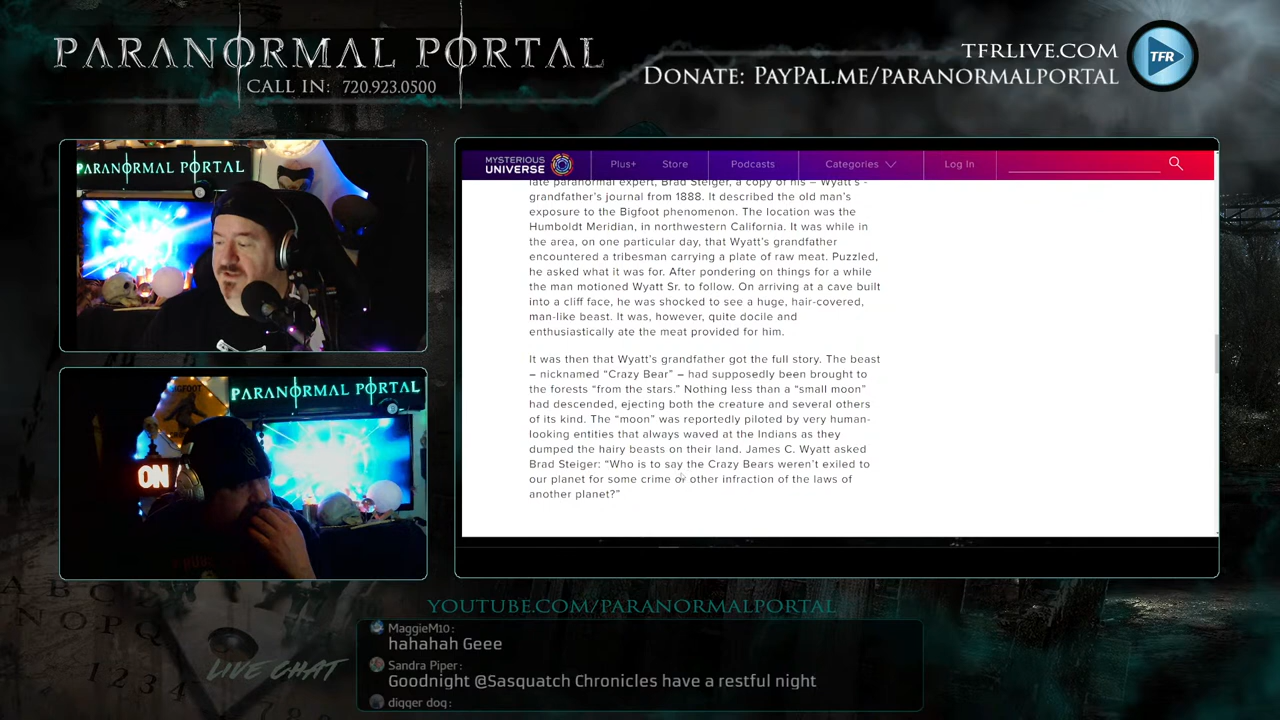 PARANORMAL PORTAL
CALL IN: 720.923.0500
TFRLIVE.COM
DONATE: PAYPAL.ME/PARANORMALPORTAL
TFR
PARANORMAL PORTAL
BIGFOOT
PARANORMAL PORTAL
ON
MYSTERIOUS
UNIVERSE
Plus+ Store Podcasts Categories Log In
late paranormal expert, Brad Steiger, a copy of his – Wyatt's -
grandfather's journal from 1888. It described the old man's
exposure to the Bigfoot phenomenon. The location was the
Humboldt Meridian, in northwestern California. It was while in
the area, on one particular day, that Wyatt's grandfather
encountered a tribesman carrying a plate of raw meat. Puzzled,
he asked what it was for. After pondering on things for a while
the man motioned Wyatt Sr. to follow. On arriving at a cave built
into a cliff face, he was shocked to see a huge, hair-covered,
man-like beast. It was, however, quite docile and
enthusiastically ate the meat provided for him.
It was then that Wyatt's grandfather got the full story. The beast
– nicknamed “Crazy Bear” – had supposedly been brought to
the forests “from the stars.” Nothing less than a “small moon”
had descended, ejecting both the creature and several others
of its kind. The “moon” was reportedly piloted by very human-
looking entities that always waved at the Indians as they
dumped the hairy beasts on their land. James C. Wyatt asked
Brad Steiger: “Who is to say the Crazy Bears weren't exiled to
our planet for some crime or other infraction of the laws of
another planet?”
YOUTUBE.COM/PARANORMALPORTAL
A B C D
N O P Q
1 2 3 4
LIVE CHAT
MaggieM10:
hahahah Geee
Sandra Piper:
Goodnight @Sasquatch Chronicles have a restful night
digger dog: